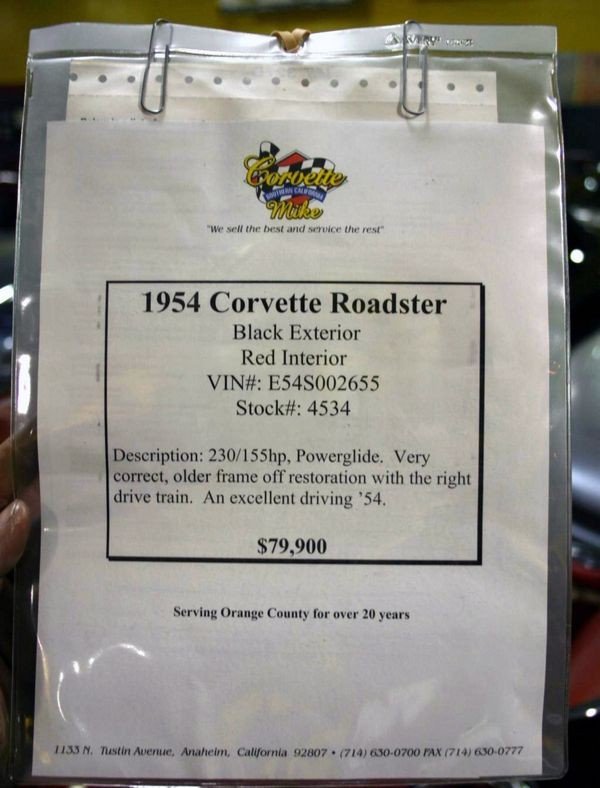 Corvette
SOUTHERN CALIFORNIA
Mike
"We sell the best and service the rest"
1954 Corvette Roadster
Black Exterior
Red Interior
VIN#: E54S002655
Stock#: 4534
Description: 230/155hp, Powerglide. Very
correct, older frame off restoration with the right
drive train. An excellent driving ’54.
$79,900
Serving Orange County for over 20 years
1133 N. Tustin Avenue, Anaheim, California 92807 • (714) 630-0700 FAX (714) 630-0777